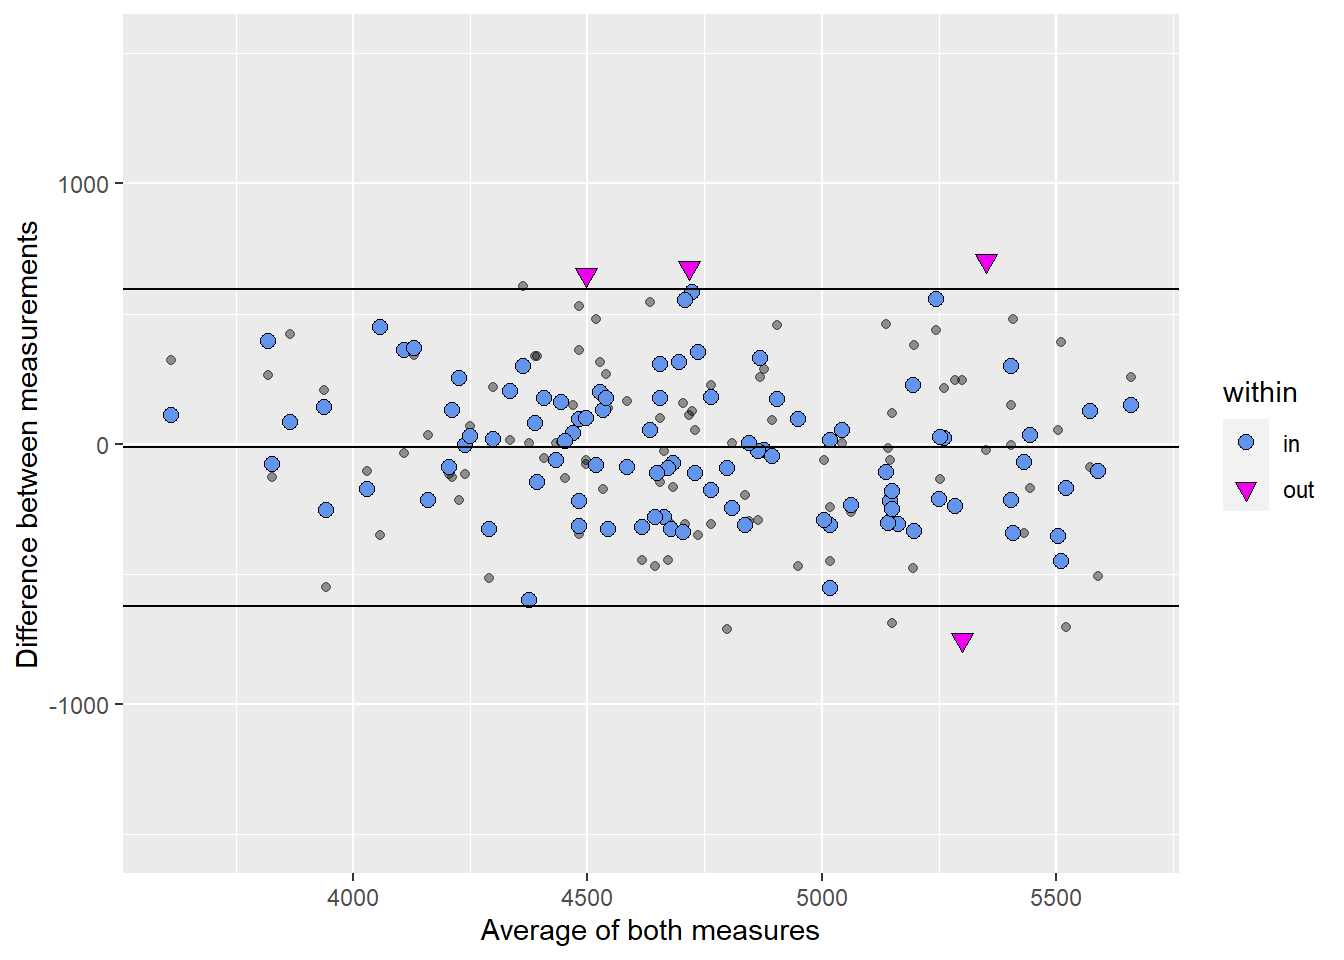 Difference between measurements
1000
0
-1000
4000 4500 5000 5500
Average of both measures
within
in
out